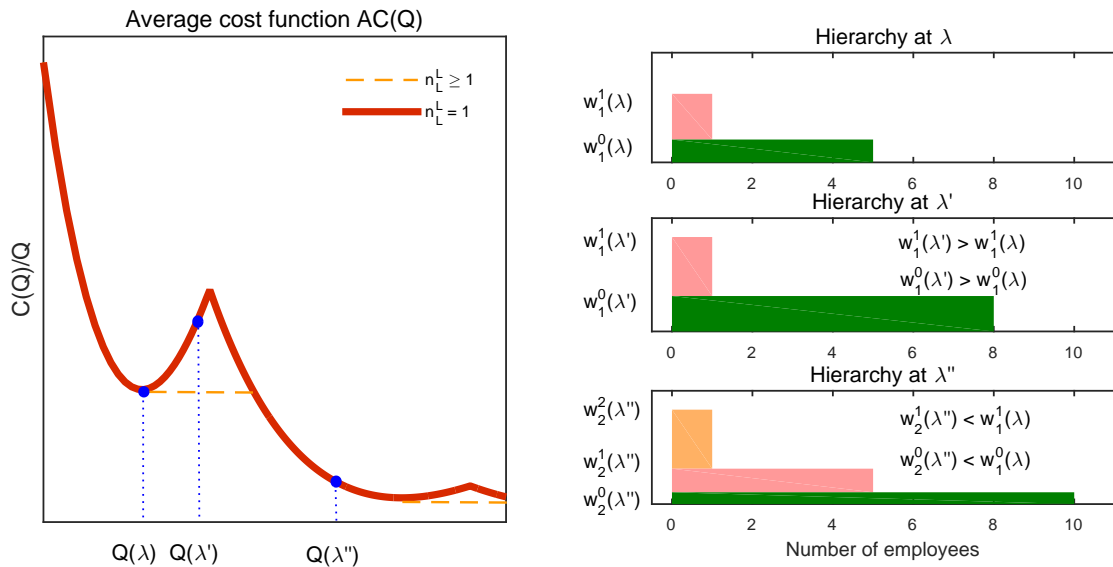 Average cost function AC(Q)
C(Q)/Q
n_L^L ≥ 1
n_L^L = 1
Q(λ) Q(λ') Q(λ'')
Hierarchy at λ
w_1^1(λ)
w_1^0(λ)
0 2 4 6 8 10
Hierarchy at λ'
w_1^1(λ')
w_1^1(λ') > w_1^1(λ)
w_1^0(λ') > w_1^0(λ)
w_1^0(λ')
0 2 4 6 8 10
Hierarchy at λ''
w_2^2(λ'')
w_2^1(λ'') < w_1^1(λ)
w_2^1(λ'')
w_2^0(λ'') < w_1^0(λ)
w_2^0(λ'')
0 2 4 6 8 10
Number of employees